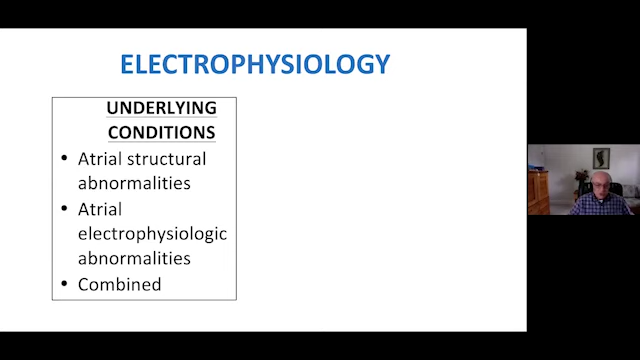 ELECTROPHYSIOLOGY
UNDERLYING
CONDITIONS
• Atrial structural
abnormalities
• Atrial
electrophysiologic
abnormalities
• Combined